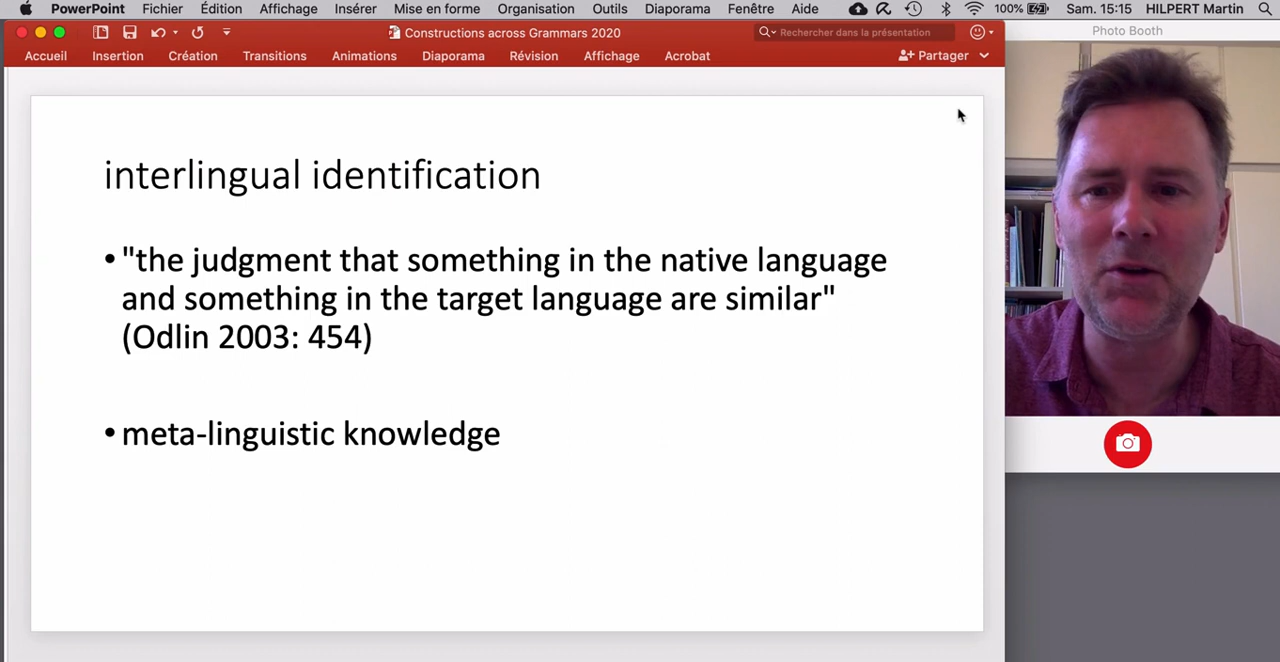 PowerPoint Fichier Édition Affichage Insérer Mise en forme Organisation Outils Diaporama Fenêtre Aide 100% Sam. 15:15 HILPERT Martin
Constructions across Grammars 2020
Rechercher dans la présentation
Photo Booth
Accueil Insertion Création Transitions Animations Diaporama Révision Affichage Acrobat Partager
interlingual identification
•"the judgment that something in the native language
and something in the target language are similar"
(Odlin 2003: 454)
•meta-linguistic knowledge